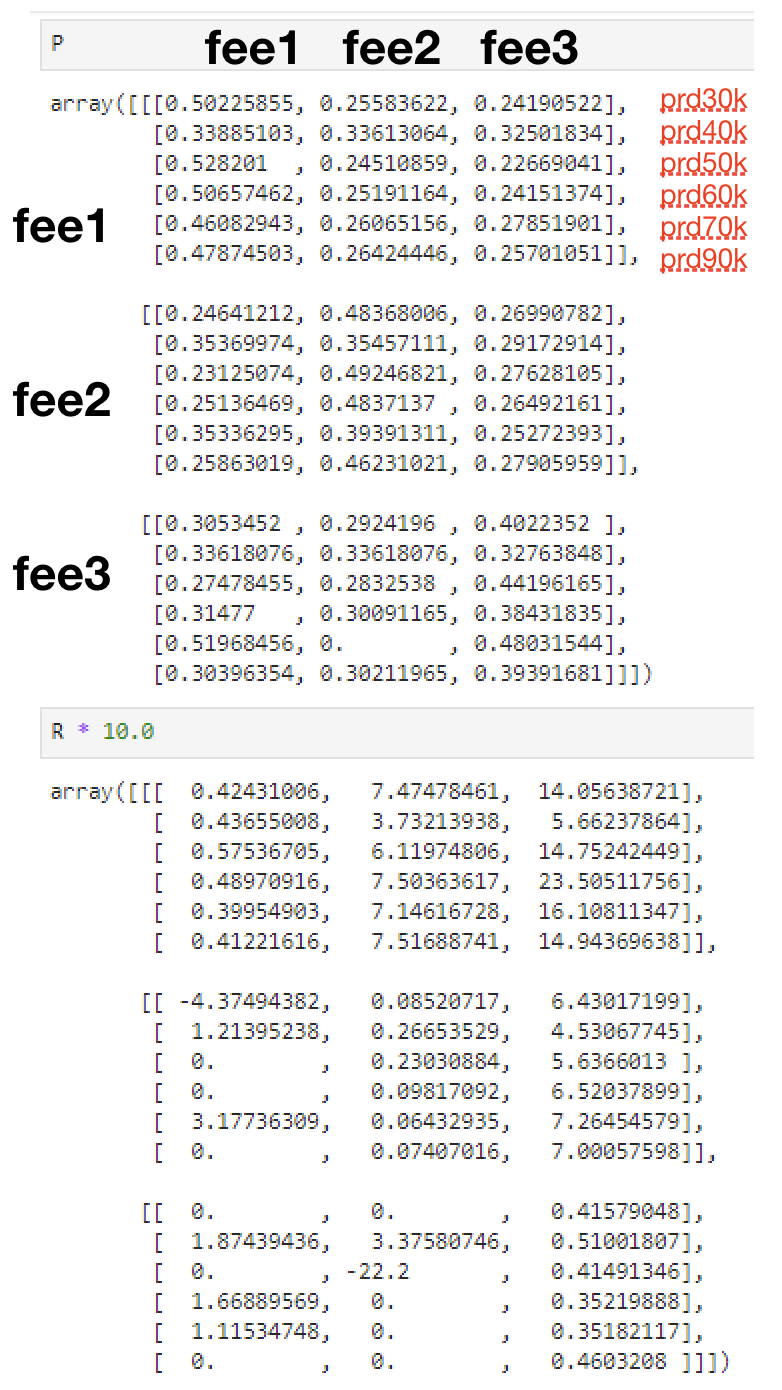 P fee1 fee2 fee3
array([[[0.50225855, 0.25583622, 0.24190522], prd30k
[0.33885103, 0.33613064, 0.32501834], prd40k
[0.528201  , 0.24510859, 0.22669041], prd50k
[0.50657462, 0.25191164, 0.24151374], prd60k
fee1 [0.46082943, 0.26065156, 0.27851901], prd70k
[0.47874503, 0.26424446, 0.25701051]], prd90k
[[0.24641212, 0.48368006, 0.26990782],
[0.35369974, 0.35457111, 0.29172914],
[0.23125074, 0.49246821, 0.27628105],
fee2 [0.25136469, 0.4837137 , 0.26492161],
[0.35336295, 0.39391311, 0.25272393],
[0.25863019, 0.46231021, 0.27905959]],
[[0.3053452 , 0.2924196 , 0.4022352 ],
[0.33618076, 0.33618076, 0.32763848],
fee3 [0.27478455, 0.2832538 , 0.44196165],
[0.31477   , 0.30091165, 0.38431835],
[0.51968456, 0.        , 0.48031544],
[0.30396354, 0.30211965, 0.39391681]]])
R * 10.0
array([[[  0.42431006,   7.47478461,  14.05638721],
[  0.43655008,   3.73213938,   5.66237864],
[  0.57536705,   6.11974806,  14.75242449],
[  0.48970916,   7.50363617,  23.50511756],
[  0.39954903,   7.14616728,  16.10811347],
[  0.41221616,   7.51688741,  14.94369638]],
[[ -4.37494382,   0.08520717,   6.43017199],
[  1.21395238,   0.26653529,   4.53067745],
[  0.        ,   0.23030884,   5.6366013 ],
[  0.        ,   0.09817092,   6.52037899],
[  3.17736309,   0.06432935,   7.26454579],
[  0.        ,   0.07407016,   7.00057598]],
[[  0.        ,   0.        ,   0.41579048],
[  1.87439436,   3.37580746,   0.51001807],
[  0.        , -22.2       ,   0.41491346],
[  1.66889569,   0.        ,   0.35219888],
[  1.11534748,   0.        ,   0.35182117],
[  0.        ,   0.        ,   0.4603208 ]]])